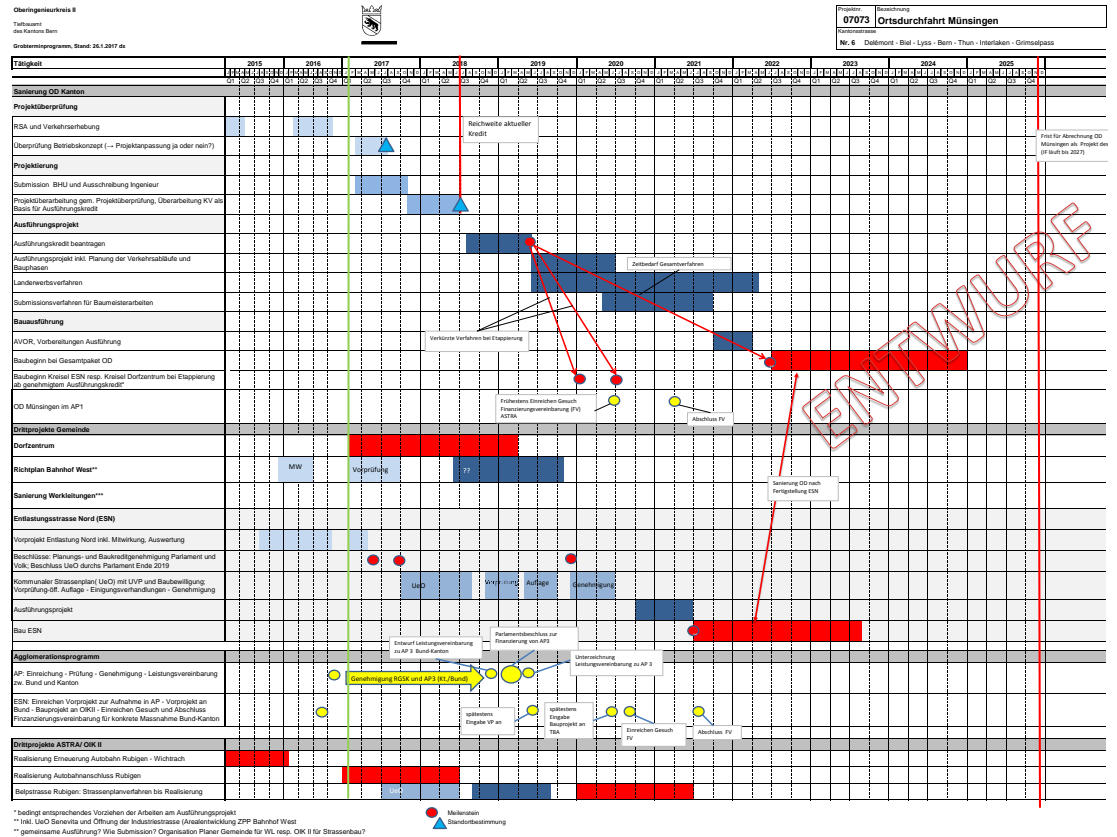 Oberingenieurkreis II
Tiefbauamt
des Kantons Bern
Grobterminprogramm, Stand: 26.1.2017 ds
Projektnr. Bezeichnung
07073 Ortsdurchfahrt Münsingen
Kantonsstrasse
Nr. 6 Delémont - Biel - Lyss - Bern - Thun - Interlaken - Grimselpass
Tätigkeit 2015 2016 2017 2018 2019 2020 2021 2022 2023 2024 2025
Sanierung OD Kanton
Projektüberprüfung
RSA und Verkehrserhebung
Reichweite aktueller
Kredit
Überprüfung Betriebskonzept (→ Projektanpassung ja oder nein?)
Frist für Abrechnung OD
Münsingen als Projekt des
(IF läuft bis 2027)
Projektierung
Submission BHU und Ausschreibung Ingenieur
Projektüberarbeitung gem. Projektüberprüfung, Überarbeitung KV als
Basis für Ausführungskredit
Ausführungsprojekt
Ausführungskredit beantragen
Ausführungsprojekt inkl. Planung der Verkehrsabläufe und
Bauphasen
Zeitbedarf Gesamtverfahren
Landerwerbsverfahren
Submissionsverfahren für Baumeisterarbeiten
Bauausführung
Verkürzte Verfahren bei Etappierung
AVOR, Vorbereitungen Ausführung
Baubeginn bei Gesamtpaket OD
Baubeginn Kreisel ESN resp. Kreisel Dorfzentrum bei Etappierung
ab genehmigtem Ausführungskredit*
OD Münsingen im AP1
Frühestens Einreichen Gesuch
Finanzierungsvereinbarung (FV)
ASTRA
Abschluss FV
ENTWURF
Drittprojekte Gemeinde
Dorfzentrum
Richtplan Bahnhof West**
MW
Vorprüfung
??
Sanierung Werkleitungen***
Sanierung OD nach
Fertigstellung ESN
Entlastungsstrasse Nord (ESN)
Vorprojekt Entlastung Nord inkl. Mitwirkung, Auswertung
Beschlüsse: Planungs- und Baukreditgenehmigung Parlament und
Volk; Beschluss UeO durchs Parlament Ende 2019
Kommunaler Strassenplan( UeO) mit UVP und Baubewilligung;
Vorprüfung-öff. Auflage - Einigungsverhandlungen - Genehmigung
UeO
Vorprüfung
Auflage
Genehmigung
Ausführungsprojekt
Bau ESN
Entwurf Leistungsvereinbarung
zu AP 3 Bund-Kanton
Parlamentsbeschluss zur
Finanzierung von AP3
Unterzeichnung
Leistungsvereinbarung zu AP 3
Agglomerationsprogramm
AP: Einreichung - Prüfung - Genehmigung - Leistungsvereinbarung
zw. Bund und Kanton
Genehmigung RGSK und AP3 (Kt./Bund)
ESN: Einreichen Vorprojekt zur Aufnahme in AP - Vorprojekt an
Bund - Bauprojekt an OIKII - Einreichen Gesuch und Abschluss
Finanzierungsvereinbarung für konkrete Massnahme Bund-Kanton
spätestens
Eingabe VP an
spätestens
Eingabe
Bauprojekt an
TBA
Einreichen Gesuch
FV
Abschluss FV
Drittprojekte ASTRA/ OIK II
Realisierung Erneuerung Autobahn Rubigen - Wichtrach
Realisierung Autobahnanschluss Rubigen
Belpstrasse Rubigen: Strassenplanverfahren bis Realisierung
UeO
* bedingt entsprechendes Vorziehen der Arbeiten am Ausführungsprojekt
** Inkl. UeO Senevita und Öffnung der Industriestrasse (Arealentwicklung ZPP Bahnhof West
** gemeinsame Ausführung? Wie Submission? Organisation Planer Gemeinde für WL resp. OIK II für Strassenbau?
Meilenstein
Standortbestimmung